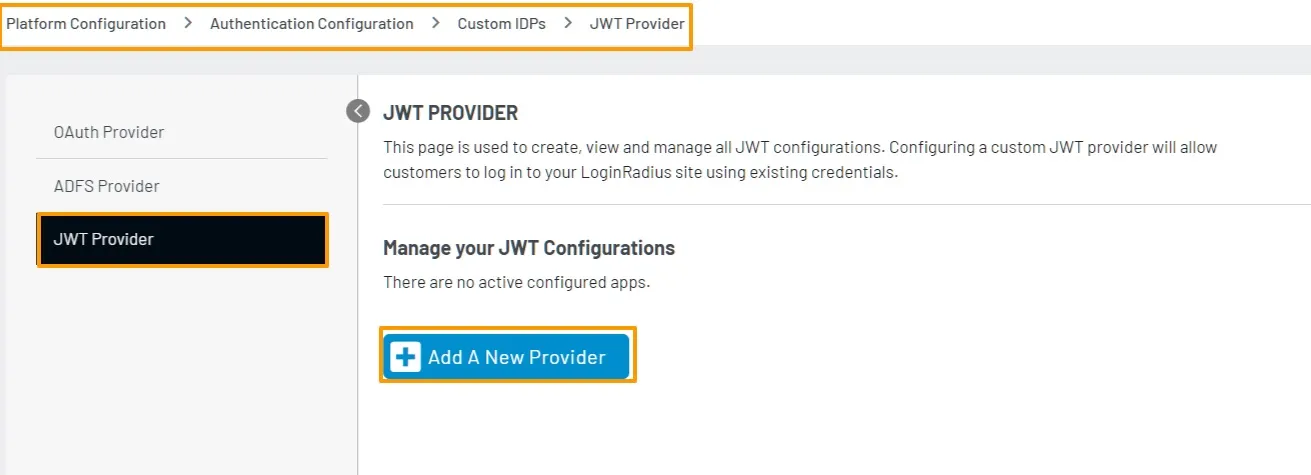 Platform Configuration > Authentication Configuration > Custom IDPs > JWT Provider
OAuth Provider
ADFS Provider
JWT Provider
JWT PROVIDER
This page is used to create, view and manage all JWT configurations. Configuring a custom JWT provider will allow
customers to log in to your LoginRadius site using existing credentials.
Manage your JWT Configurations
There are no active configured apps.
Add A New Provider